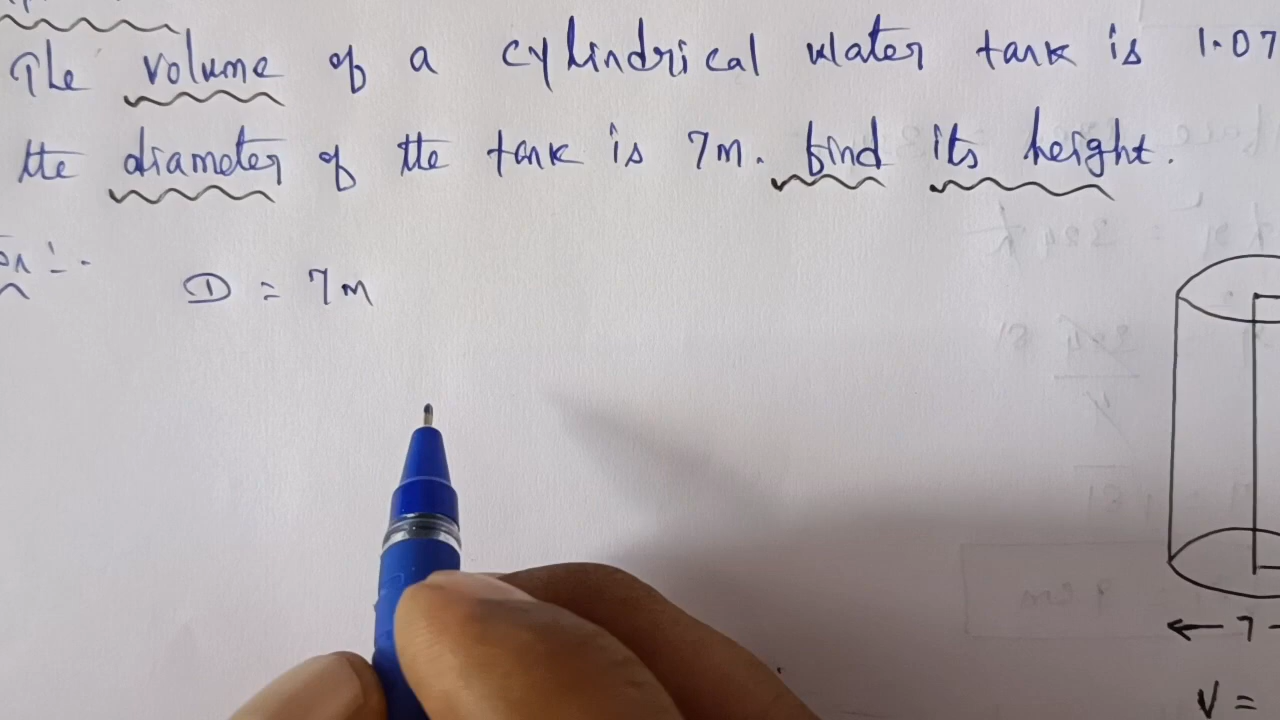 The volume of a cylindrical water tank is 1.07
the diameter of the tank is 7m. find its height.
D = 7m
7
V =